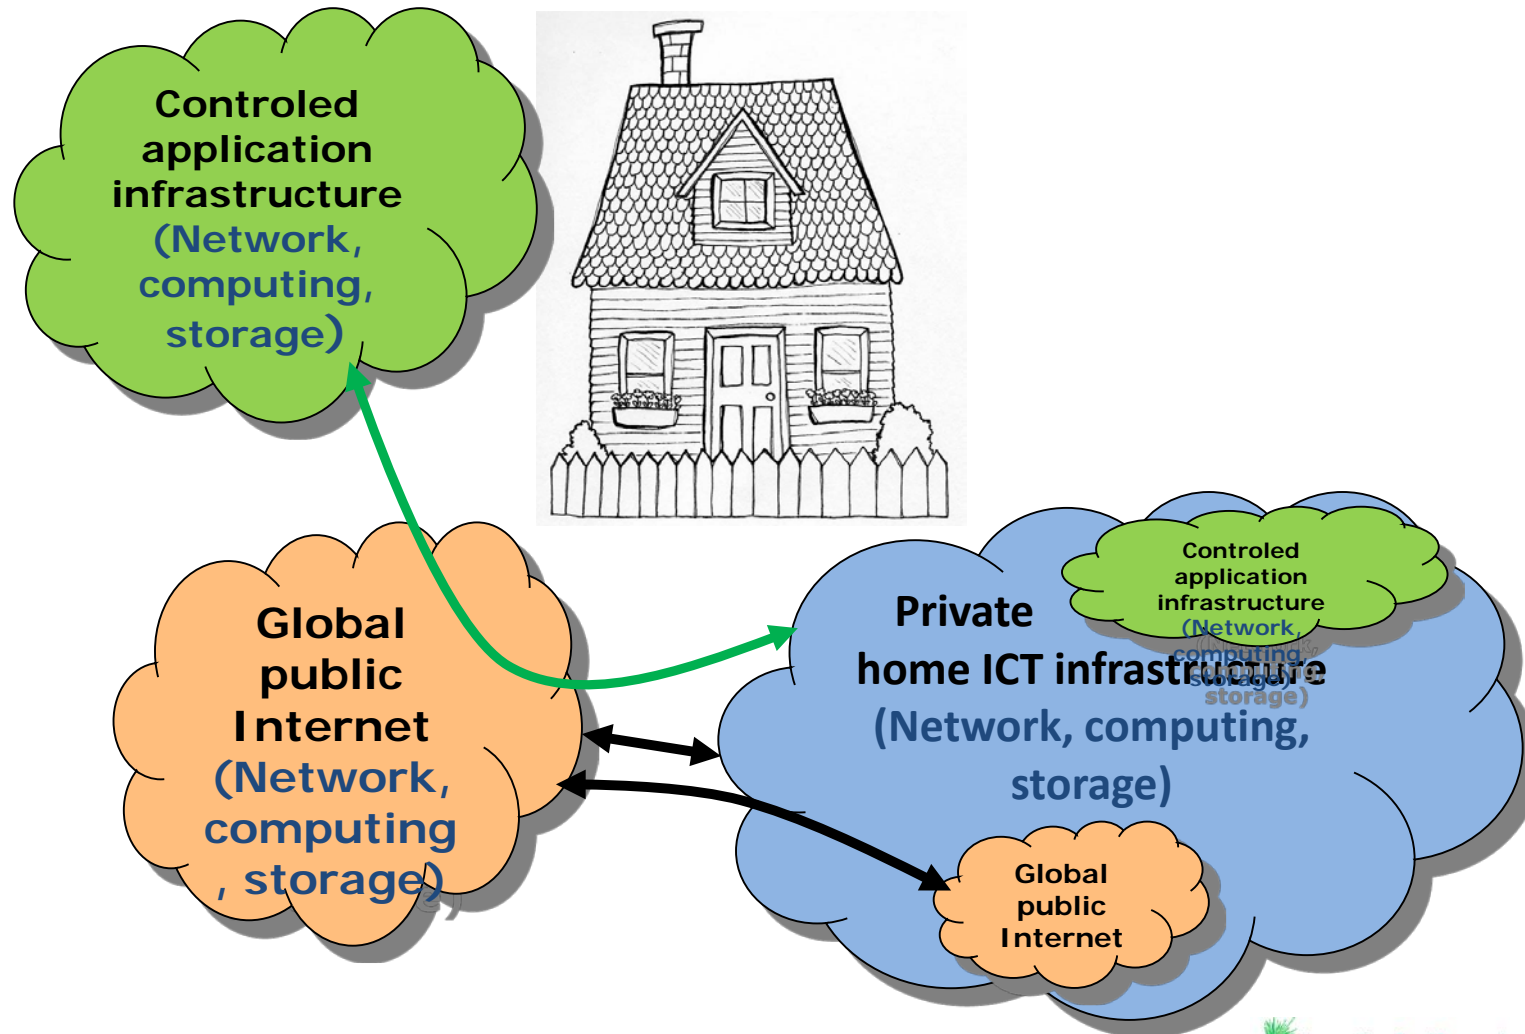 Controled
application
infrastructure
(Network,
computing,
storage)
Global
public
Internet
(Network,
computing
, storage)
Private
home ICT infrastructure
(Network, computing,
storage)
Controled
application
infrastructure
(Network,
computing,
storage)
Global
public
Internet